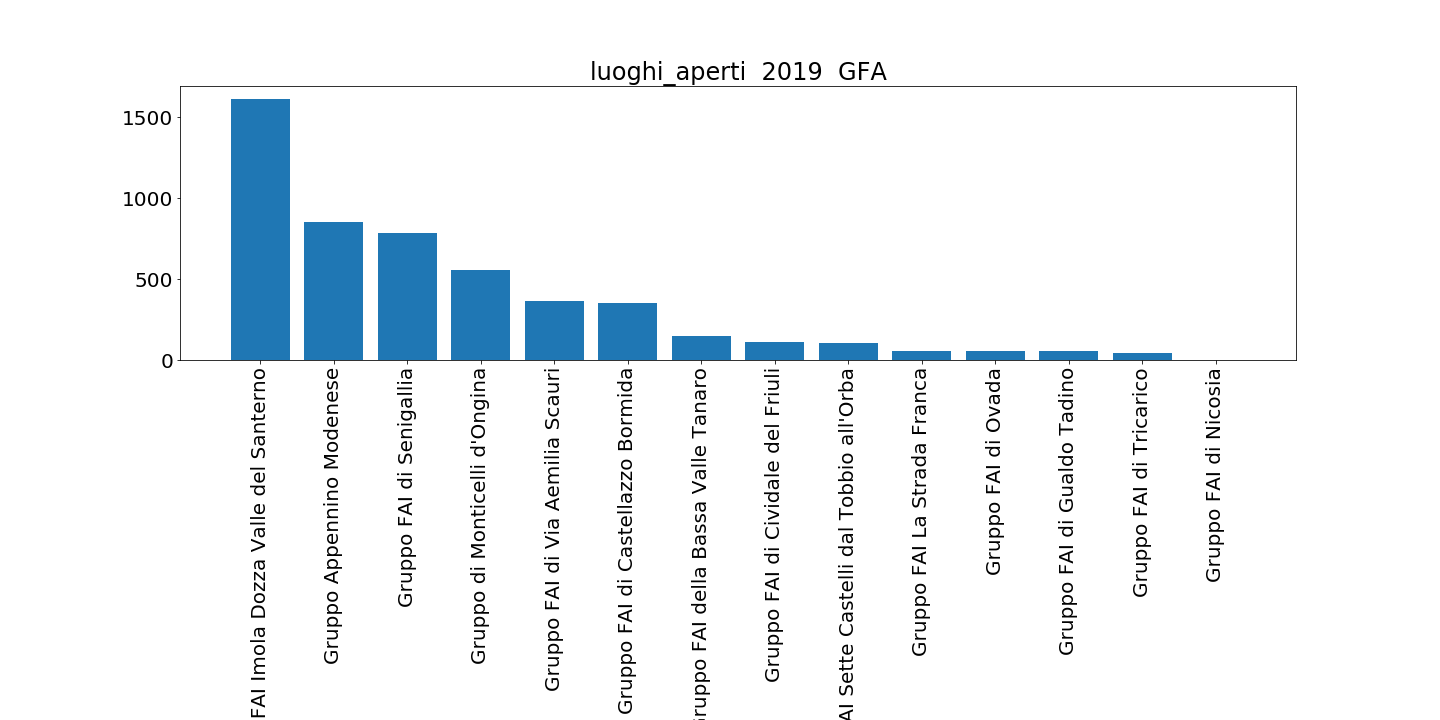 luoghi_aperti 2019 GFA
1500
1000
500
0
FAI Imola Dozza Valle del Santerno
Gruppo Appennino Modenese
Gruppo FAI di Senigallia
Gruppo di Monticelli d'Ongina
Gruppo FAI di Via Aemilia Scauri
Gruppo FAI di Castellazzo Bormida
ruppo FAI della Bassa Valle Tanaro
Gruppo FAI di Cividale del Friuli
AI Sette Castelli dal Tobbio all'Orba
Gruppo FAI La Strada Franca
Gruppo FAI di Ovada
Gruppo FAI di Gualdo Tadino
Gruppo FAI di Tricarico
Gruppo FAI di Nicosia